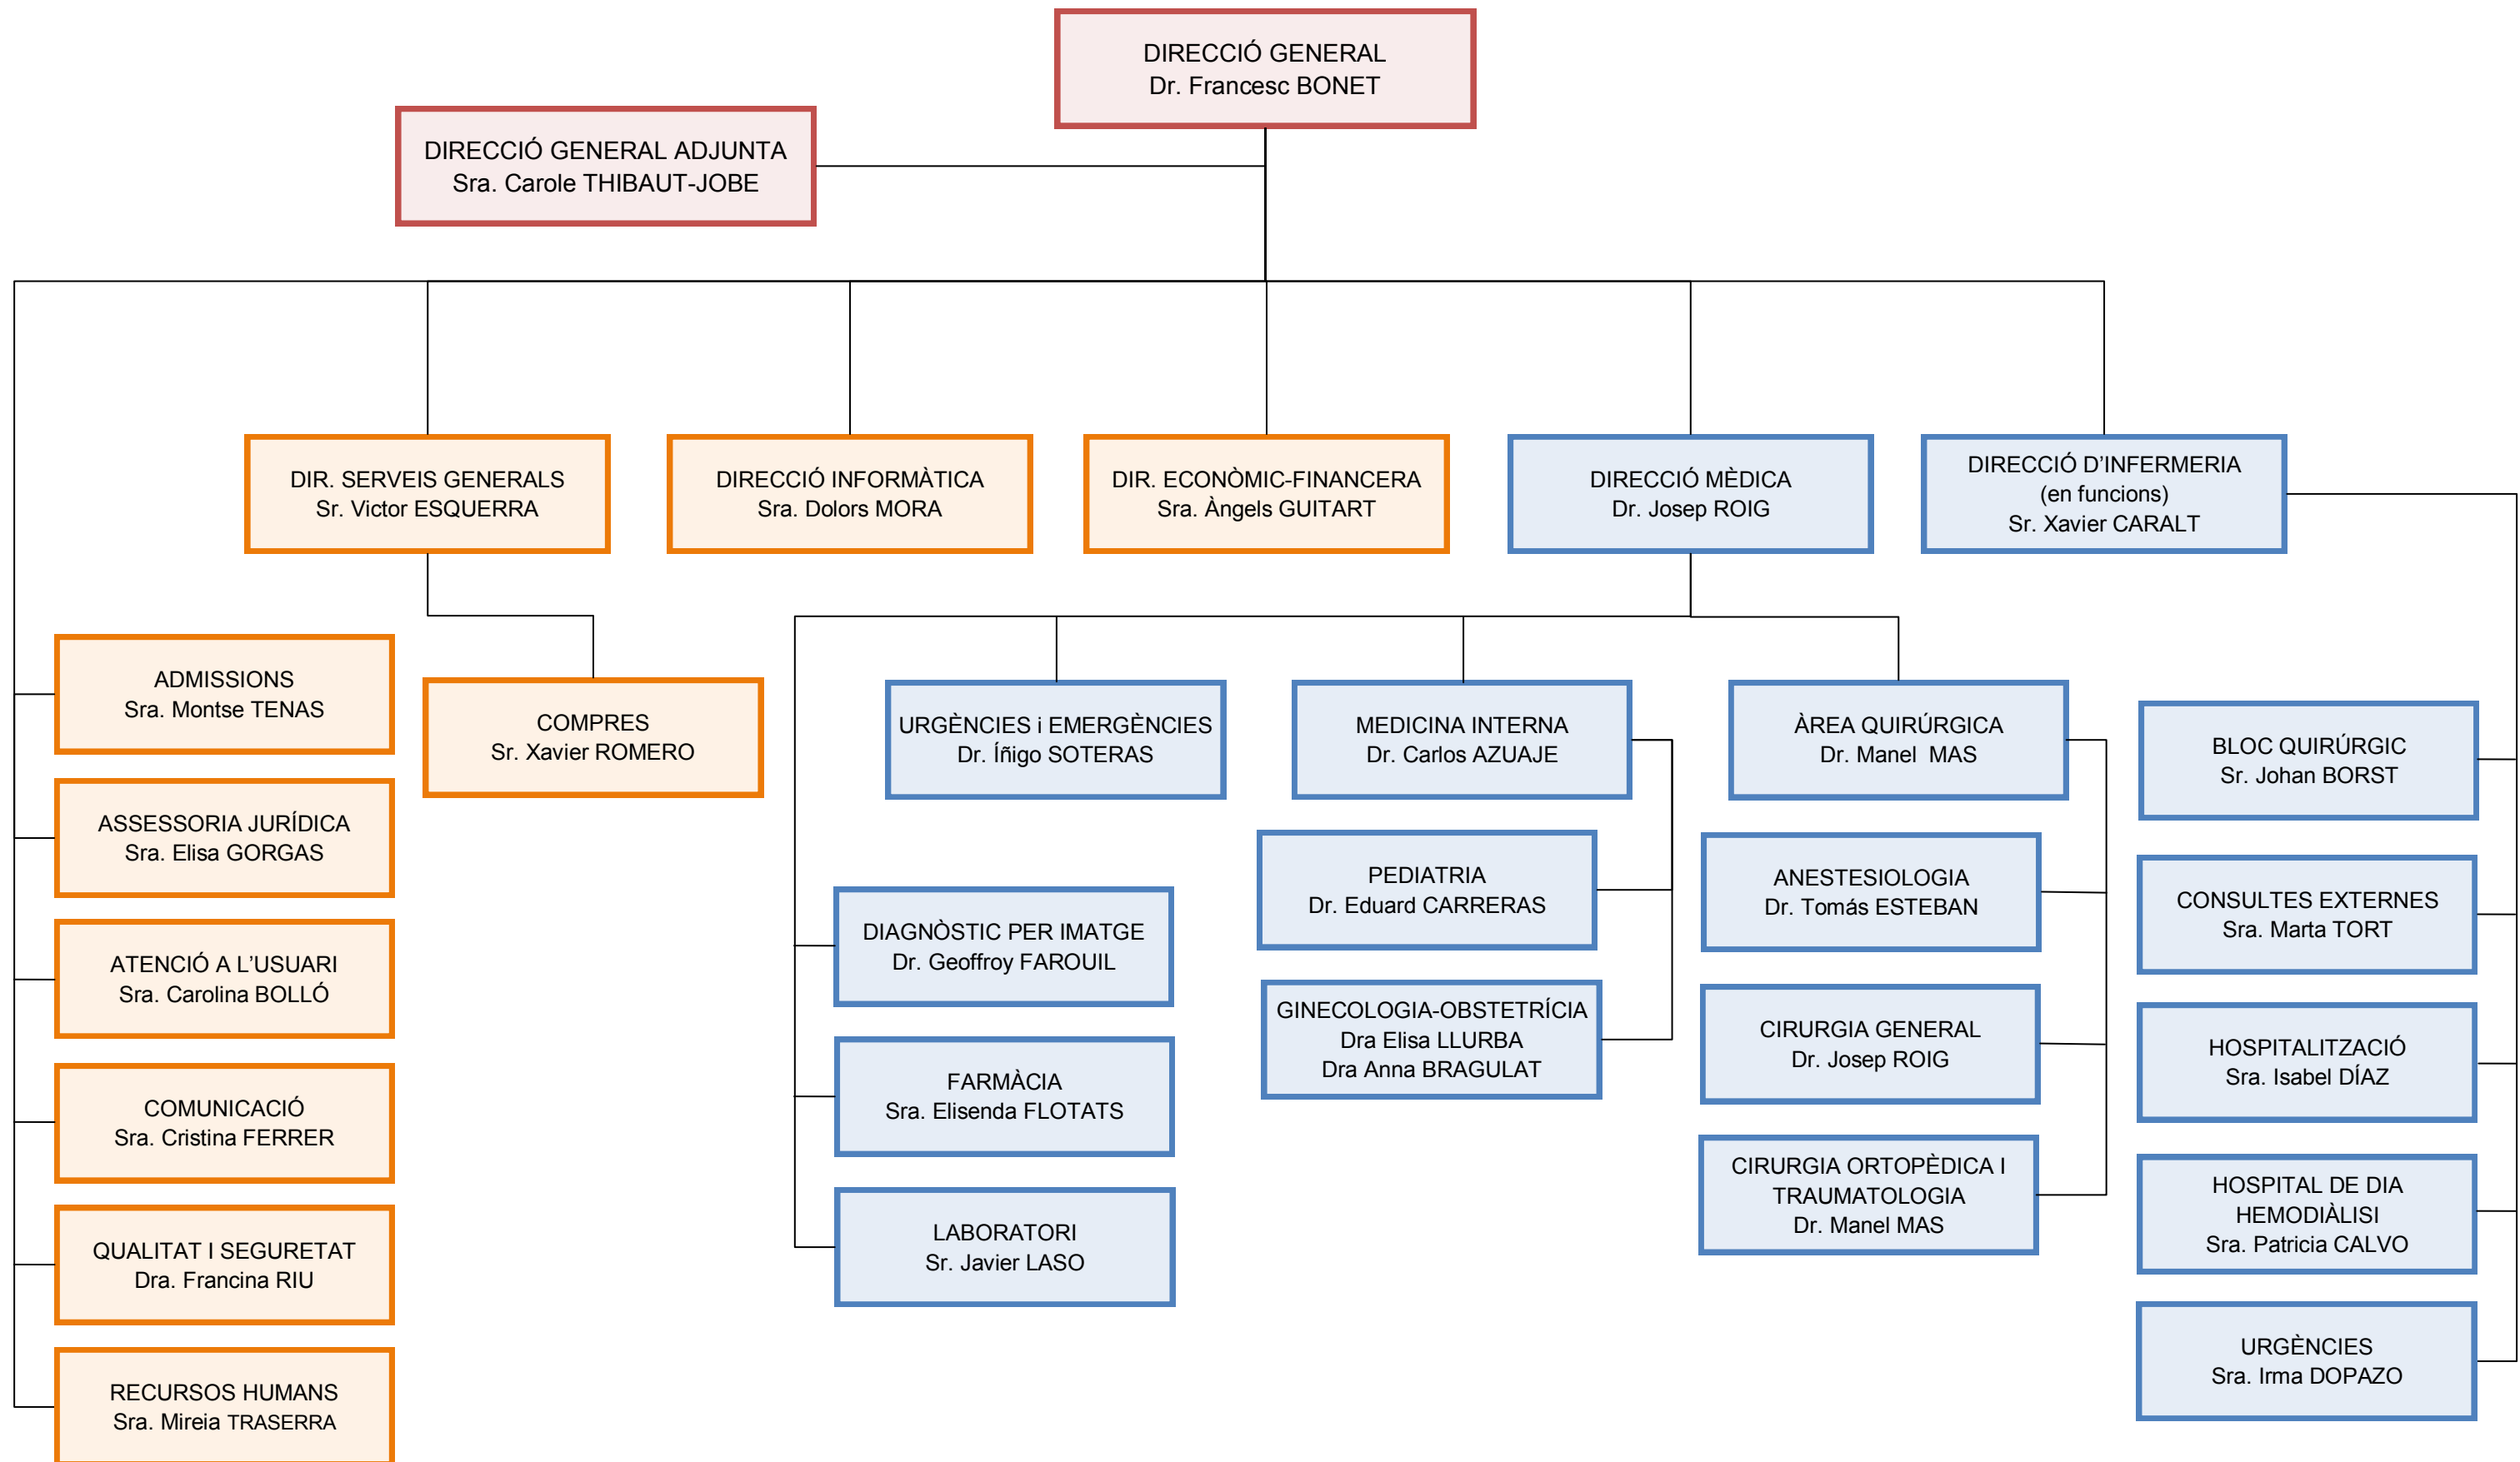 DIRECCIÓ GENERAL
Dr. Francesc BONET
DIRECCIÓ GENERAL ADJUNTA
Sra. Carole THIBAUT-JOBE
DIR. SERVEIS GENERALS
Sr. Victor ESQUERRA
DIRECCIÓ INFORMÀTICA
Sra. Dolors MORA
DIR. ECONÒMIC-FINANCERA
Sra. Àngels GUITART
DIRECCIÓ MÈDICA
Dr. Josep ROIG
DIRECCIÓ D’INFERMERIA
(en funcions)
Sr. Xavier CARALT
ADMISSIONS
Sra. Montse TENAS
ASSESSORIA JURÍDICA
Sra. Elisa GORGAS
ATENCIÓ A L’USUARI
Sra. Carolina BOLLÓ
COMUNICACIÓ
Sra. Cristina FERRER
QUALITAT I SEGURETAT
Dra. Francina RIU
RECURSOS HUMANS
Sra. Mireia TRASERRA
COMPRES
Sr. Xavier ROMERO
URGÈNCIES i EMERGÈNCIES
Dr. Íñigo SOTERAS
DIAGNÒSTIC PER IMATGE
Dr. Geoffroy FAROUIL
FARMÀCIA
Sra. Elisenda FLOTATS
LABORATORI
Sr. Javier LASO
MEDICINA INTERNA
Dr. Carlos AZUAJE
PEDIATRIA
Dr. Eduard CARRERAS
GINECOLOGIA-OBSTETRÍCIA
Dra Elisa LLURBA
Dra Anna BRAGULAT
ÀREA QUIRÚRGICA
Dr. Manel  MAS
ANESTESIOLOGIA
Dr. Tomás ESTEBAN
CIRURGIA GENERAL
Dr. Josep ROIG
CIRURGIA ORTOPÈDICA I
TRAUMATOLOGIA
Dr. Manel MAS
BLOC QUIRÚRGIC
Sr. Johan BORST
CONSULTES EXTERNES
Sra. Marta TORT
HOSPITALITZACIÓ
Sra. Isabel DÍAZ
HOSPITAL DE DIA
HEMODIÀLISI
Sra. Patricia CALVO
URGÈNCIES
Sra. Irma DOPAZO